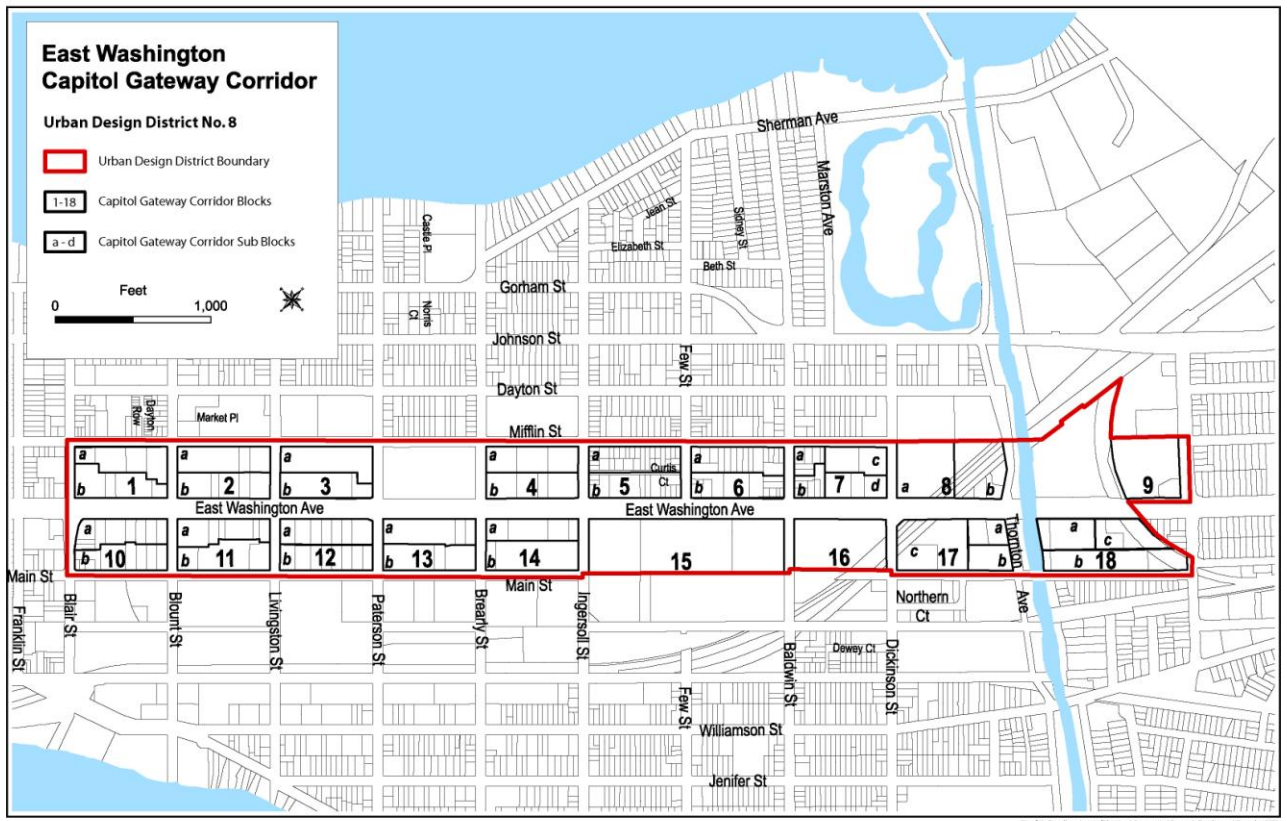 East Washington
Capitol Gateway Corridor
Urban Design District No. 8
Urban Design District Boundary
1-18 Capitol Gateway Corridor Blocks
a - d Capitol Gateway Corridor Sub Blocks
Feet
0 1,000
Sherman Ave
Marston Ave
Sidney St
Jean St
Castle Pl
Elizabeth St
Beth St
Gorham St
Norris Ct
Johnson St
Few St
Dayton St
Dayton Row
Market Pl
Mifflin St
a a a a a a a c
Curtis Ct
b 1 b 2 b 3 b 4 b 5 b 6 b 7 d a 8 b 9
East Washington Ave East Washington Ave
a a a a a a a
c
b 10 b 11 b 12 b 13 b 14 15 16 c 17 b b 18
Thornton Ave
Main St Main St
Northern Ct
Franklin St
Blair St
Blount St
Livingston St
Paterson St
Brearly St
Ingersoll St
Baldwin St
Dickinson St
Dewey Ct
Few St
Williamson St
Jenifer St